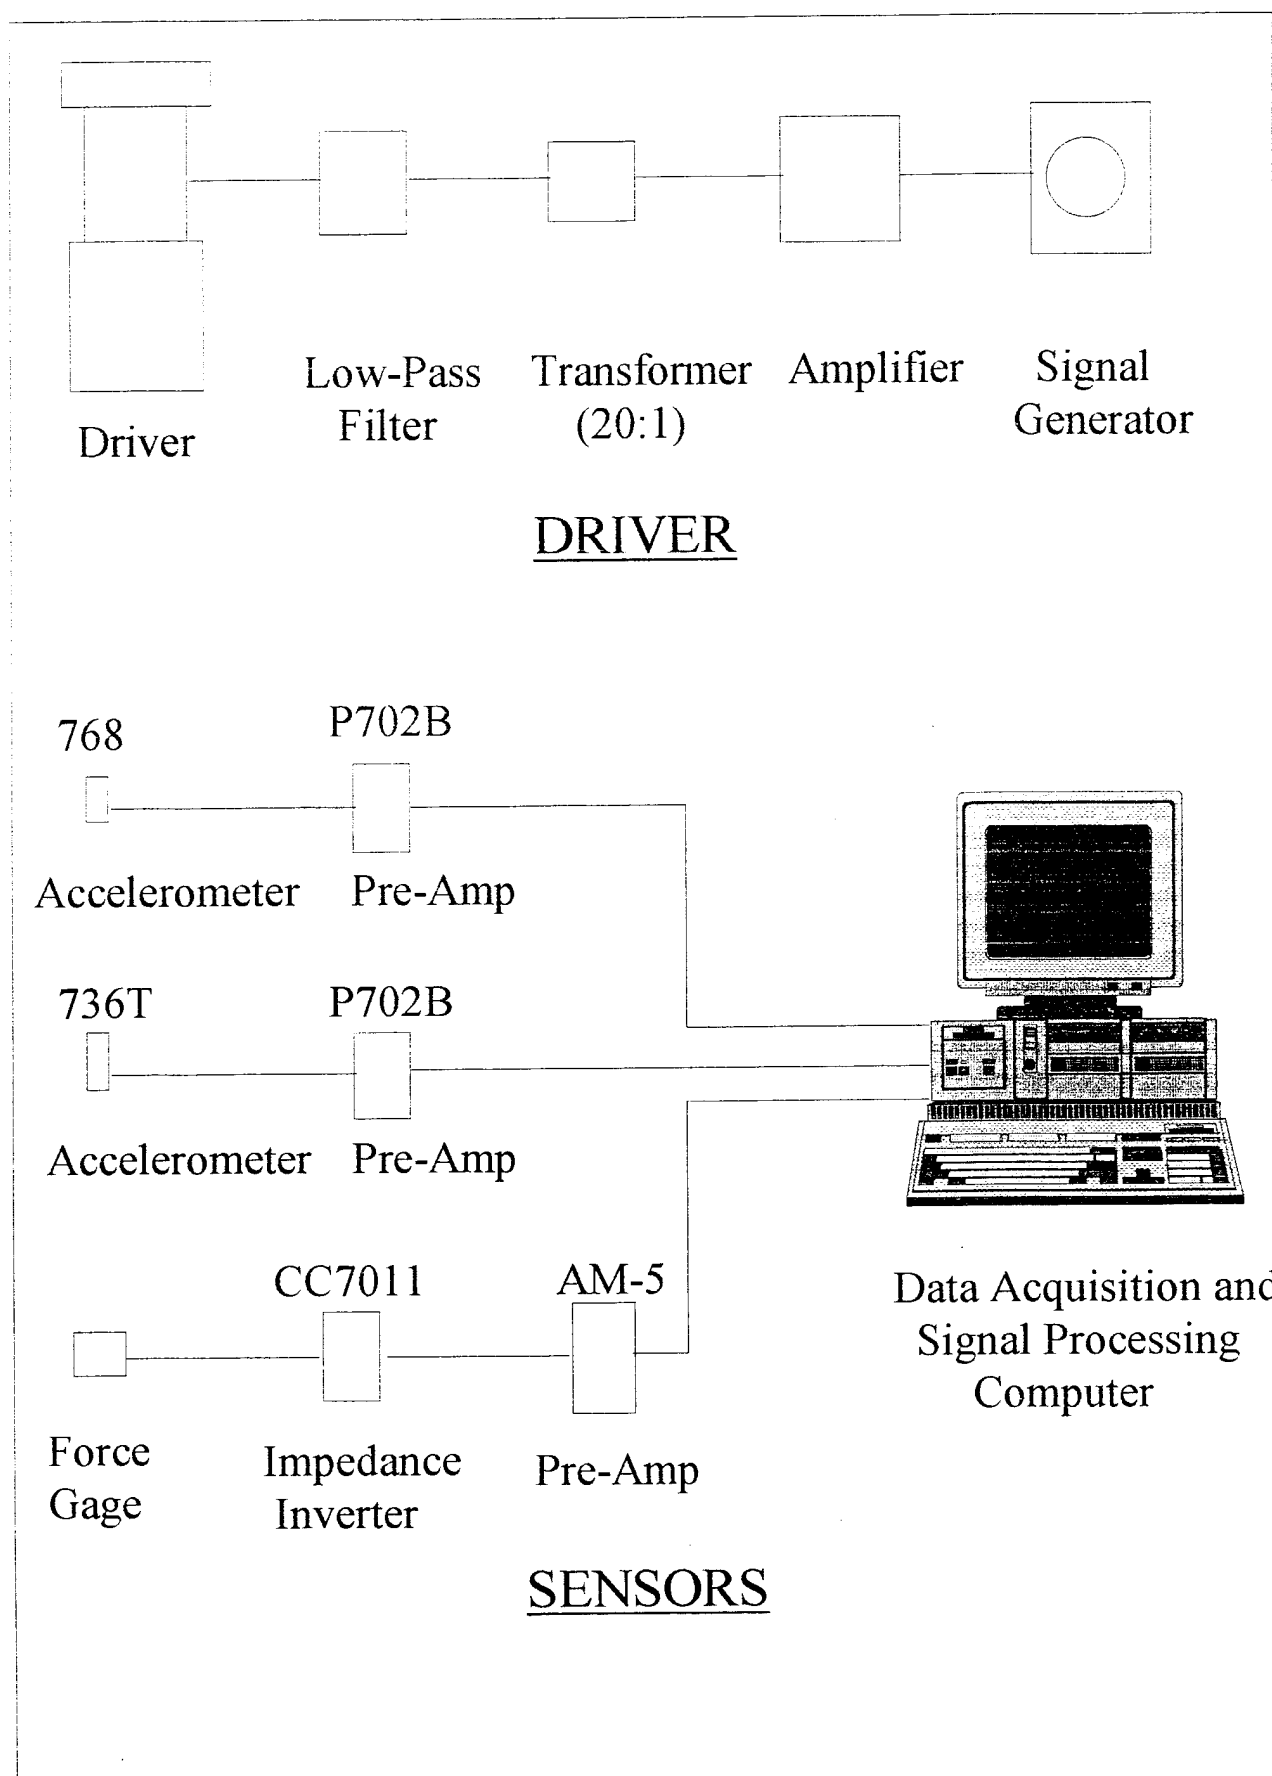 Driver
Low-Pass
Filter
Transformer
(20:1)
Amplifier
Signal
Generator
DRIVER
768
P702B
Accelerometer
Pre-Amp
736T
P702B
Accelerometer
Pre-Amp
CC7011
AM-5
Force
Gage
Impedance
Inverter
Pre-Amp
Data Acquisition and
Signal Processing
Computer
SENSORS